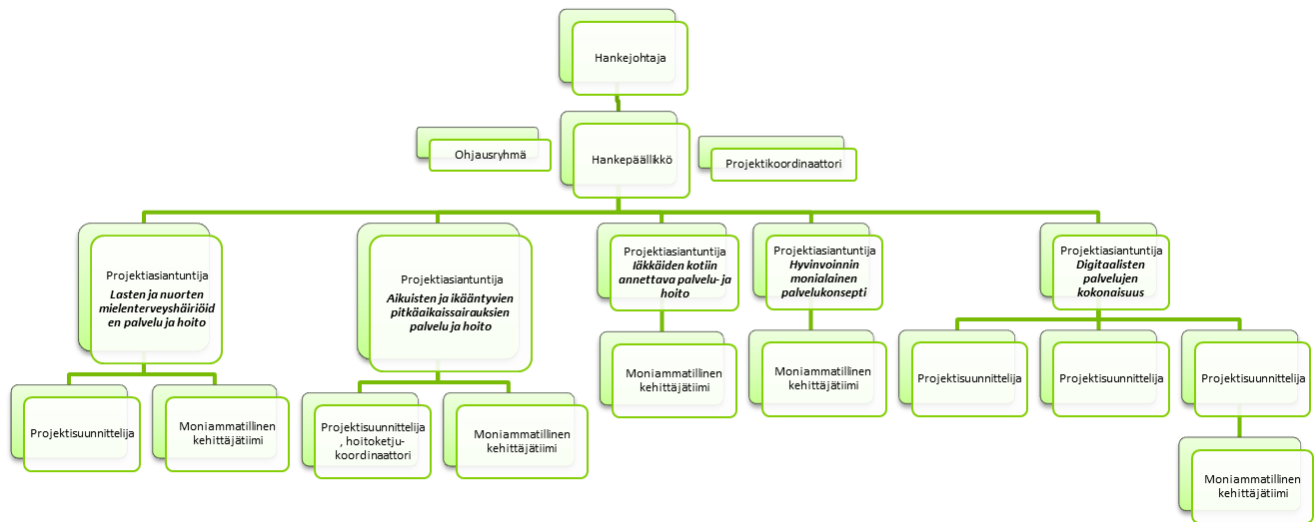 Hankejohtaja
Ohjausryhmä
Hankepäällikkö
Projektikoordinaattori
Projektiasiantuntija
Lasten ja nuorten
mielenterveyshäiriöid
en palvelu ja hoito
Projektiasiantuntija
Aikuisten ja ikääntyvien
pitkäaikaissairauksien
palvelu ja hoito
Projektiasiantuntija
Iäkkäiden kotiin
annettava palvelu- ja
hoito
Projektiasiantuntija
Hyvinvoinnin
monialainen
palvelukonsepti
Projektiasiantuntija
Digitaalisten
palvelujen
kokonaisuus
Projektisuunnittelija
Moniammatillinen
kehittäjätiimi
Projektisuunnittelija
, hoitoketju-
koordinaattori
Moniammatillinen
kehittäjätiimi
Moniammatillinen
kehittäjätiimi
Moniammatillinen
kehittäjätiimi
Projektisuunnittelija
Projektisuunnittelija
Projektisuunnittelija
Moniammatillinen
kehittäjätiimi